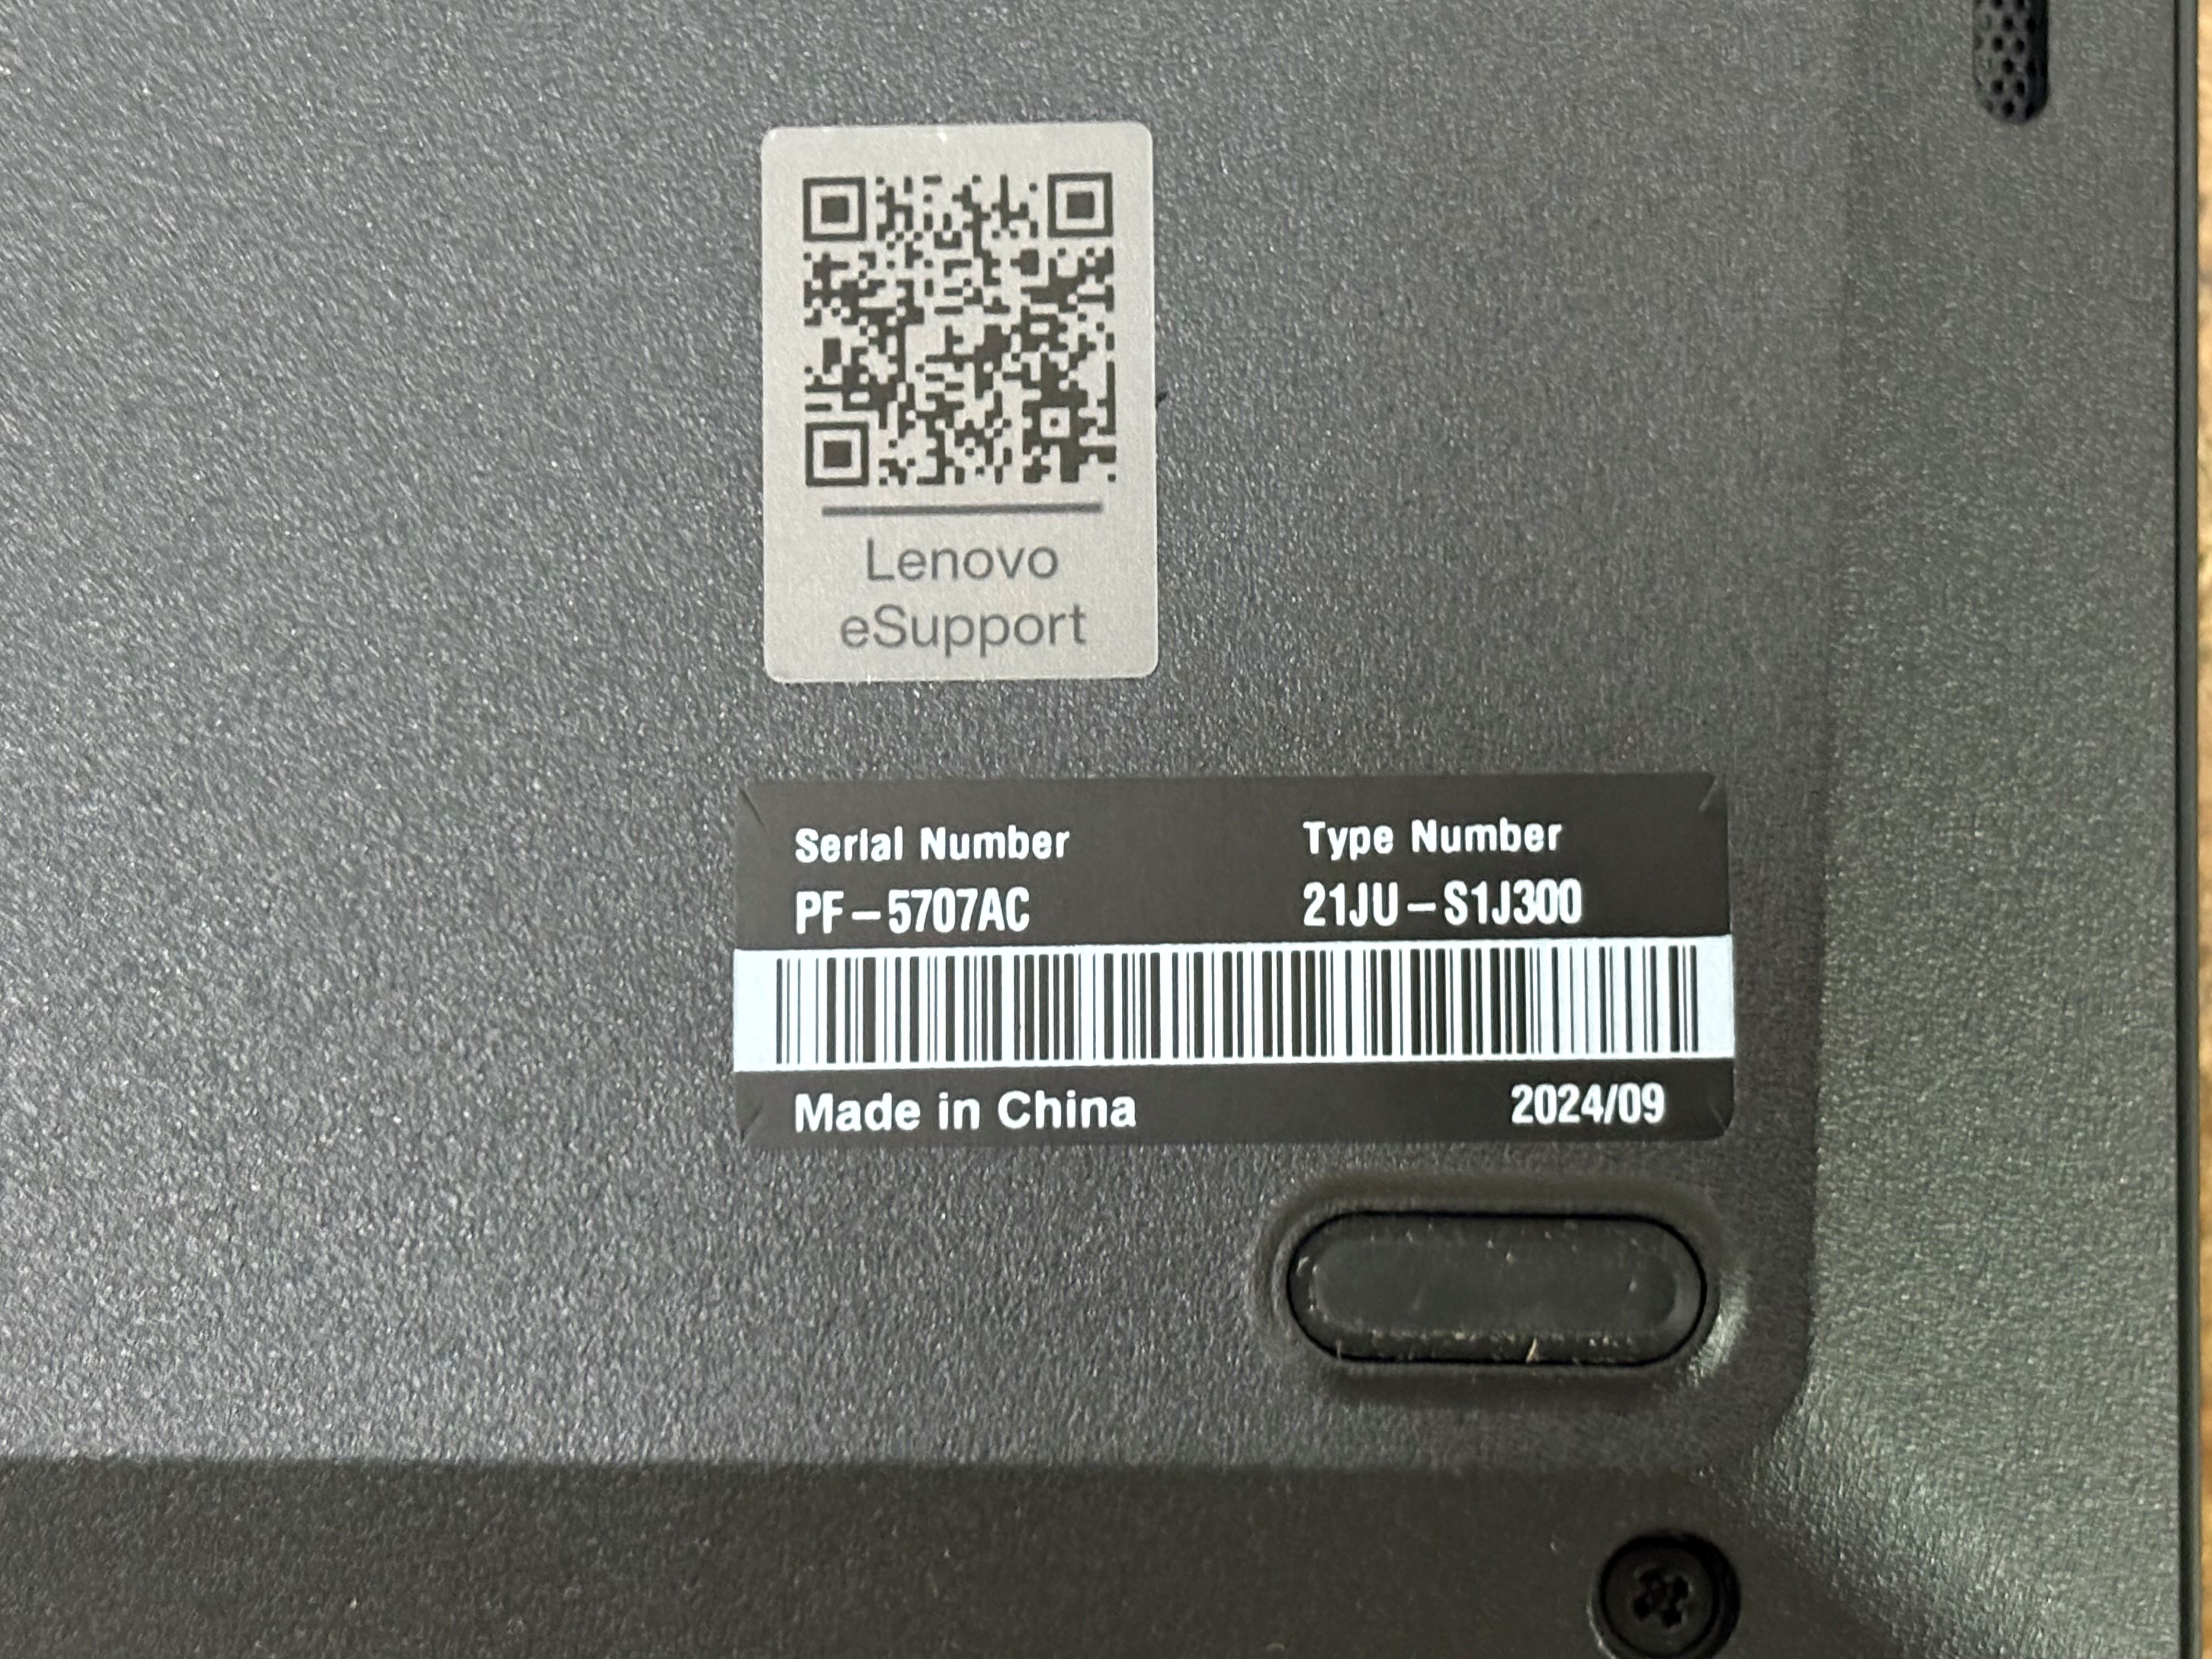 Lenovo
eSupport
Serial Number Type Number
PF-5707AC 21JU-S1J300
Made in China 2024/09